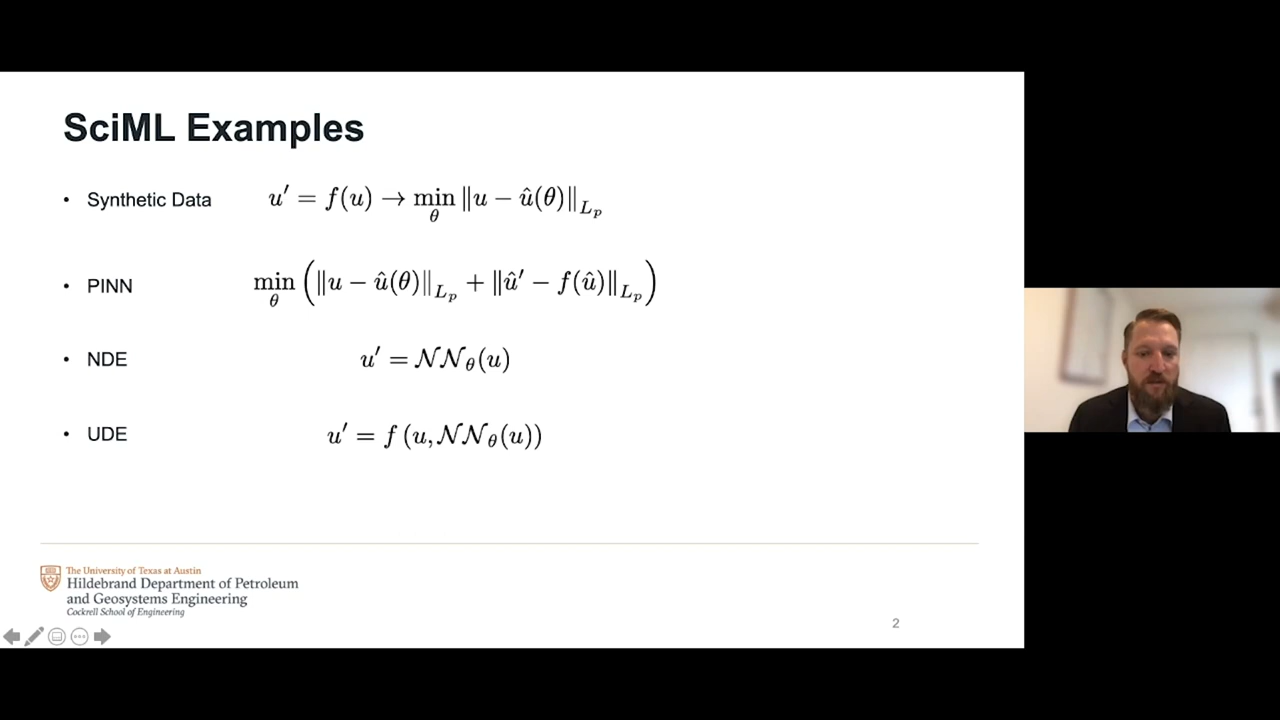 SciML Examples
• Synthetic Data u′ = f(u) → min_θ ‖u − û(θ)‖_{L_p}
• PINN min_θ (‖u − û(θ)‖_{L_p} + ‖û′ − f(û)‖_{L_p})
• NDE u′ = 𝒩𝒩_θ(u)
• UDE u′ = f (u, 𝒩𝒩_θ(u))
The University of Texas at Austin
Hildebrand Department of Petroleum
and Geosystems Engineering
Cockrell School of Engineering
2